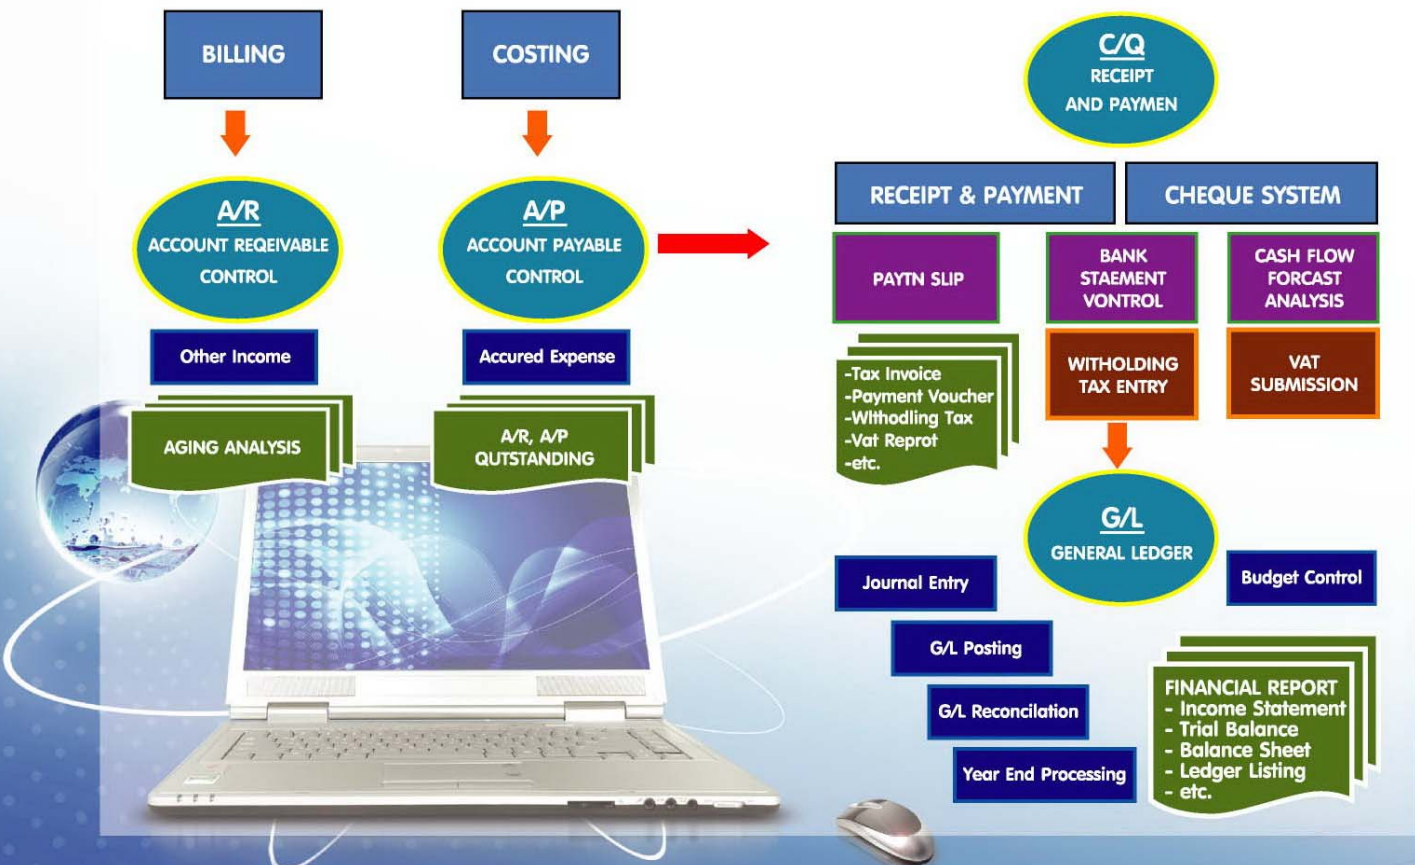 BILLING
COSTING
C/Q
RECEIPT
AND PAYMEN
A/R
ACCOUNT REQEIVABLE
CONTROL
A/P
ACCOUNT PAYABLE
CONTROL
RECEIPT & PAYMENT
CHEQUE SYSTEM
PAYTN SLIP
BANK
STAEMENT
VONTROL
CASH FLOW
FORCAST
ANALYSIS
Other Income
Accured Expense
-Tax Invoice
-Payment Voucher
-WIthodling Tax
-Vat Reprot
-etc.
WITHOLDING
TAX ENTRY
VAT
SUBMISSION
AGING ANALYSIS
A/R, A/P
QUTSTANDING
G/L
GENERAL LEDGER
Journal Entry
Budget Control
G/L Posting
G/L Reconcilation
Year End Processing
FINANCIAL REPORT
- Income Statement
- Trial Balance
- Balance Sheet
- Ledger Listing
- etc.